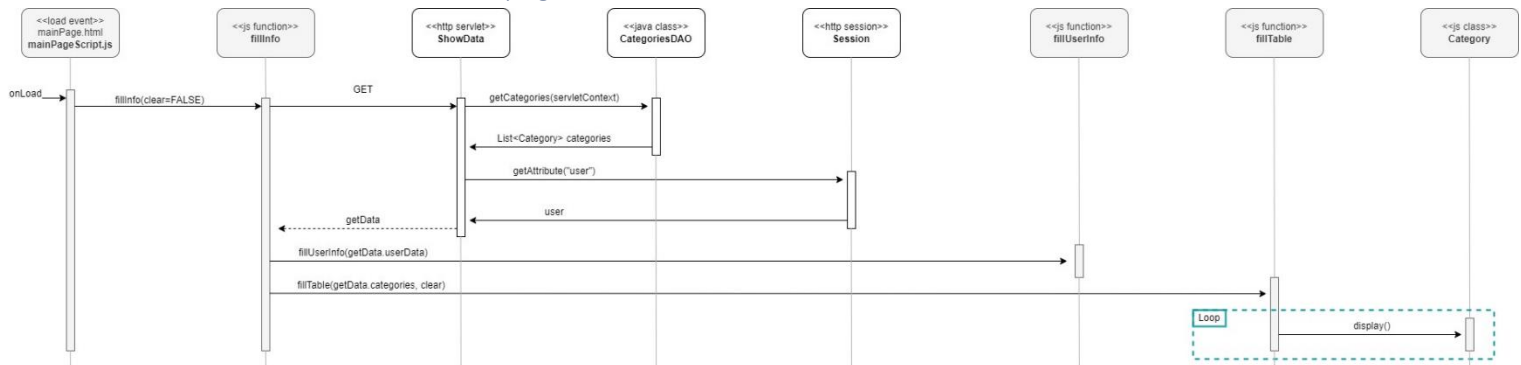 <<load event>>
mainPage.html
mainPageScript.js
<<js function>>
fillInfo
<<http servlet>>
ShowData
<<java class>>
CategoriesDAO
<<http session>>
Session
<<js function>>
fillUserInfo
<<js function>>
fillTable
<<js class>>
Category
onLoad
fillInfo(clear=FALSE)
GET
getCategories(servletContext)
List<Category> categories
getAttribute("user")
user
getData
fillUserInfo(getData.userData)
fillTable(getData.categories, clear)
Loop
display()